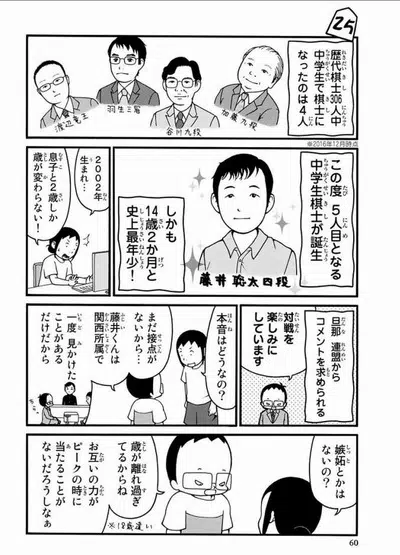 25
歴代棋士306人中
中学生で棋士に
なったのは4人
※2016年12月時点
加藤九段
谷川九段
羽生三冠
渡辺竜王
この度 5人目となる
中学生棋士が誕生
しかも
14歳2か月と
史上最年少!
藤井聡太四段
2002年
生まれ…
息子と2歳しか
歳が変わらない!
旦那 連盟から
コメントを求められる
対戦を
楽しみに
しています
本音はどうなの?
まだ接点が
ないから…
藤井くんは
関西所属で
一度 見かけた
ことがある
だけだから
嫉妬とかは
ないの?
歳が離れ過ぎ
てるからね
お互いの力が
ピークの時に
当たることが
ないだろうしなぁ
※18歳違い
60